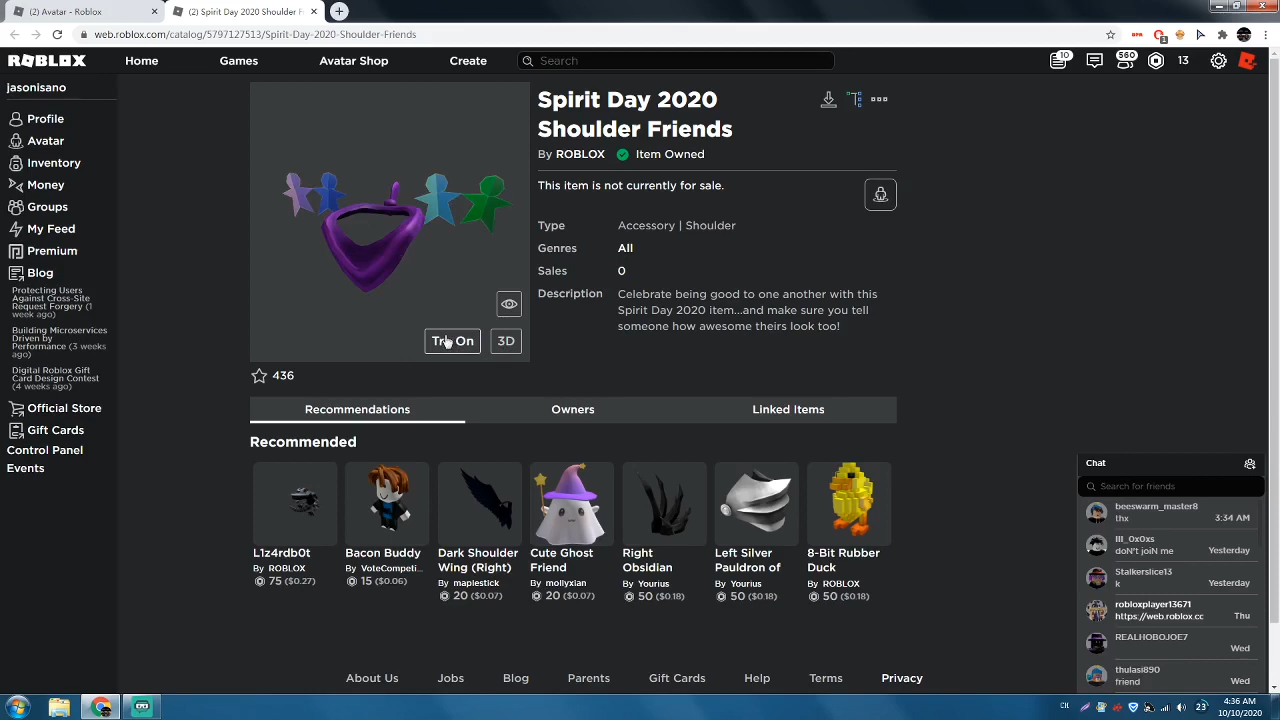 (2) Avatar - Roblox
(2) Spirit Day 2020 Shoulder F
web.roblox.com/catalog/5797127513/Spirit-Day-2020-Shoulder-Friends
ROBLOX
Home
Games
Avatar Shop
Create
Search
10
560
13
jasonisano
Profile
Avatar
Inventory
Money
Groups
My Feed
Premium
Blog
Protecting Users
Against Cross-Site
Request Forgery (1
week ago)
Building Microservices
Driven by
Performance (3 weeks
ago)
Digital Roblox Gift
Card Design Contest
(4 weeks ago)
Official Store
Gift Cards
Control Panel
Events
Spirit Day 2020
Shoulder Friends
By ROBLOX Item Owned
This item is not currently for sale.
Type Accessory | Shoulder
Genres All
Sales 0
Description Celebrate being good to one another with this
Spirit Day 2020 item...and make sure you tell
someone how awesome theirs look too!
Try On
3D
436
Recommendations
Owners
Linked Items
Recommended
L1z4rdb0t
By ROBLOX
75 ($0.27)
Bacon Buddy
By VoteCompeti...
15 ($0.06)
Dark Shoulder
Wing (Right)
By maplestick
20 ($0.07)
Cute Ghost
Friend
By mollyxian
20 ($0.07)
Right
Obsidian
By Yourius
50 ($0.18)
Left Silver
Pauldron of
By Yourius
50 ($0.18)
8-Bit Rubber
Duck
By ROBLOX
50 ($0.18)
About Us
Jobs
Blog
Parents
Gift Cards
Help
Terms
Privacy
Chat
Search for friends
beeswarm_master8
thx 3:34 AM
doN't joiN me Yesterday
Stalkerslice13
k Yesterday
robloxplayer13671
https://web.roblox.cc Thu
REALHOBOJOE7
Wed
thulasi890
friend Wed
23°
4:36 AM
10/10/2020